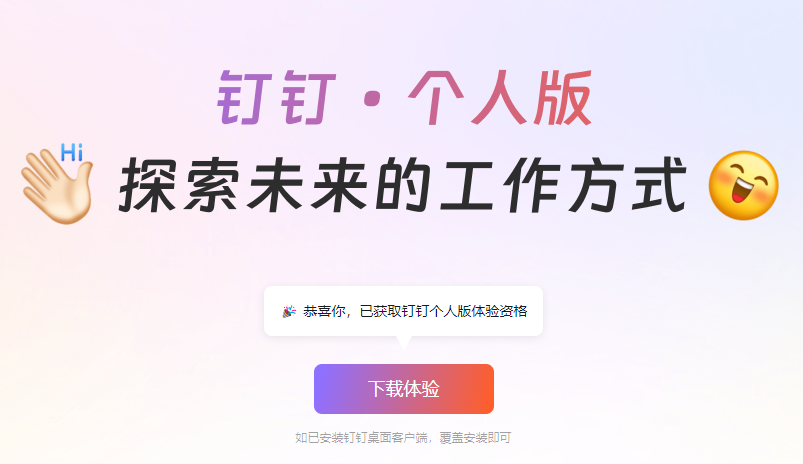 钉钉·个人版
Hi
探索未来的工作方式
恭喜你，已获取钉钉个人版体验资格
下载体验
如已安装钉钉桌面客户端，覆盖安装即可